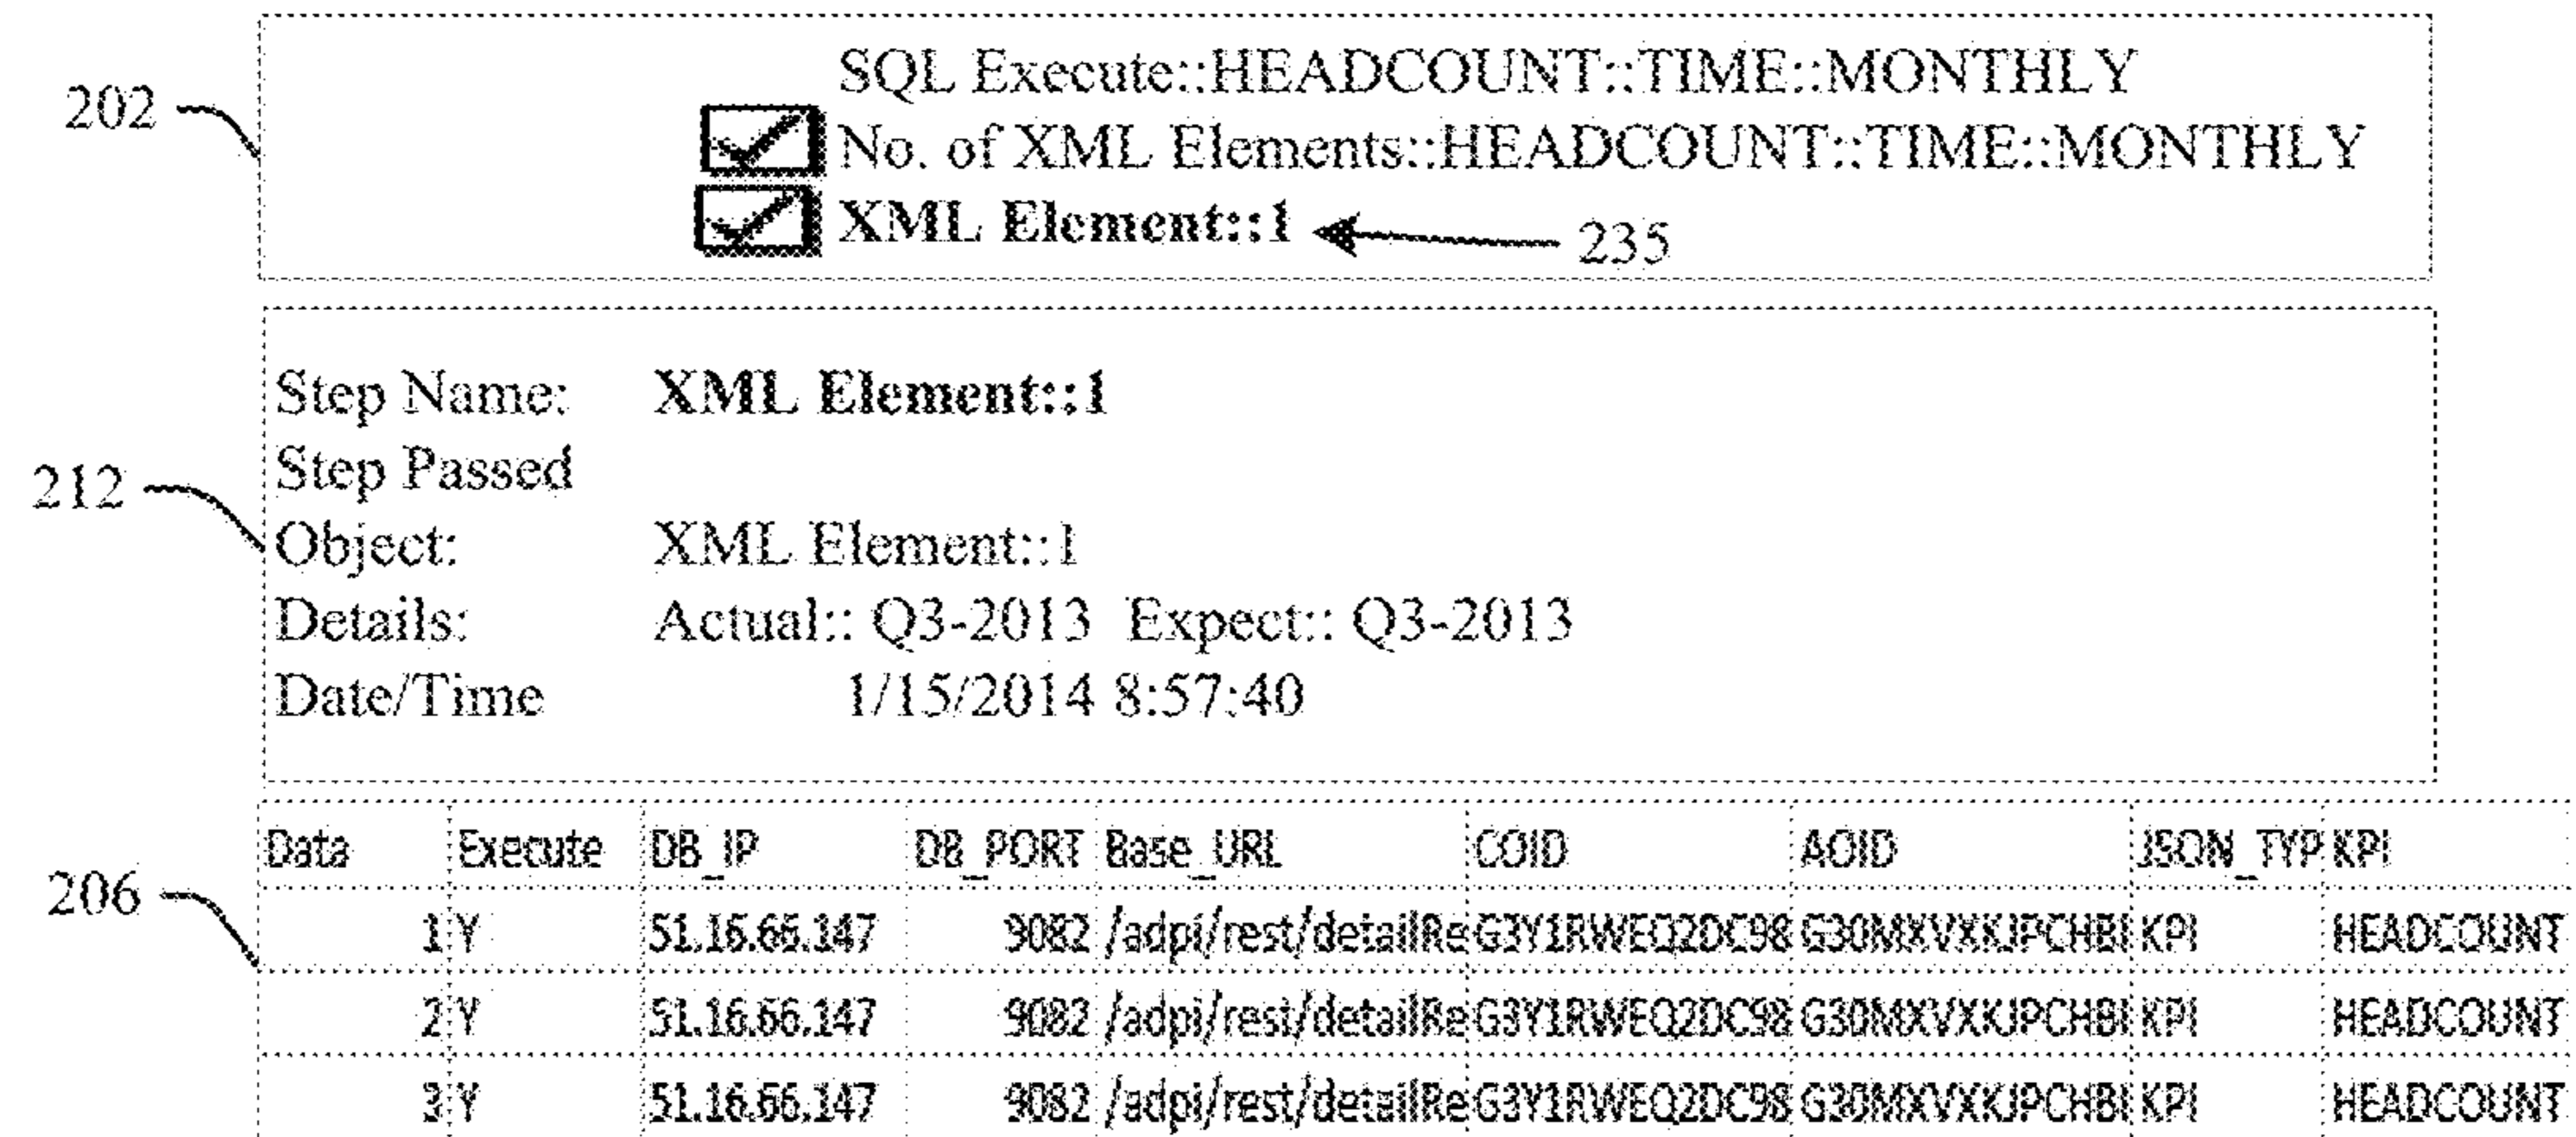 SQL Execute::HEADCOUNT::TIME::MONTHLY
202
No. of XML Elements::HEADCOUNT::TIME::MONTHLY
XML Element::1
235
Step Name: XML Element::1
Step Passed
212
Object: XML Element::1
Details: Actual:: Q3-2013 Expect:: Q3-2013
Date/Time 1/15/2014 8:57:40
Data Execute DB_IP DB_PORT Base_URL COID AOID JSON_TYP KPI
206
1 Y 51.16.66.147 9082 /adpi/rest/detailRe G3Y1RWEQ2DC98 G30MXVXKJPCHBI KPI HEADCOUNT
2 Y 51.16.66.147 9082 /adpi/rest/detailRe G3Y1RWEQ2DC98 G30MXVXKJPCHBI KPI HEADCOUNT
3 Y 51.16.66.147 9082 /adpi/rest/detailRe G3Y1RWEQ2DC98 G30MXVXKJPCHBI KPI HEADCOUNT